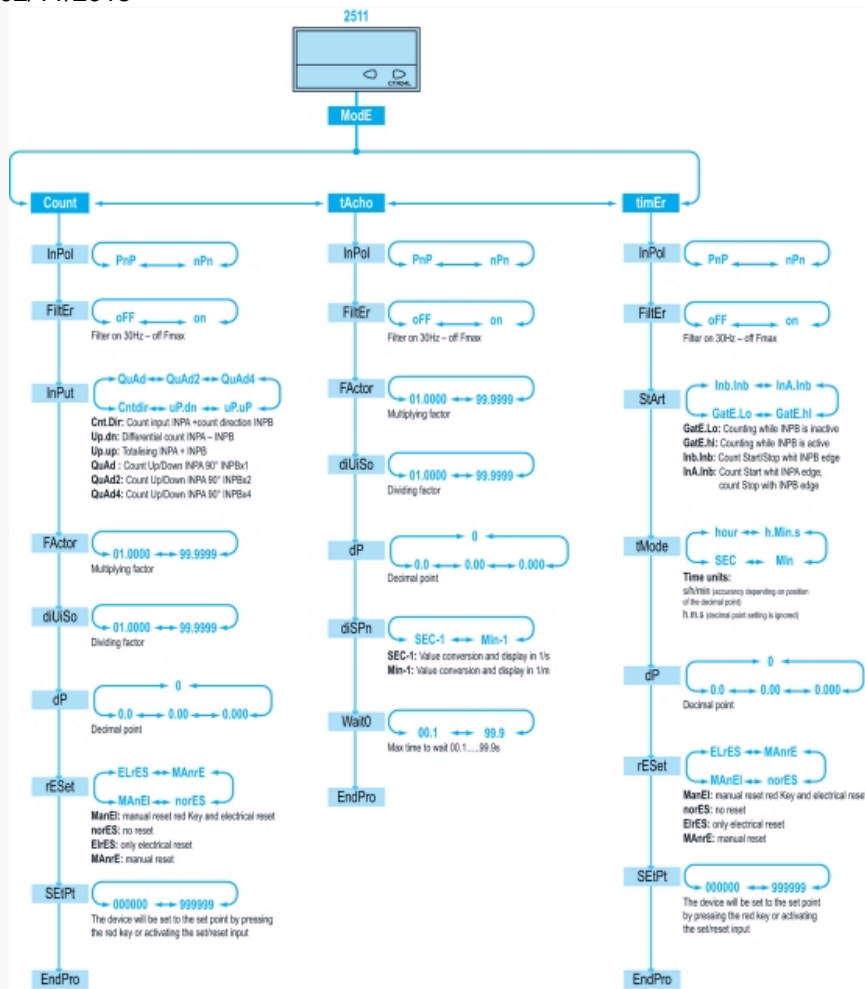 2511
ModE
Count
InPol
PnP nPn
FiltEr
oFF on
Filter on 30Hz – off Fmax
InPut
QuAd QuAd2 QuAd4
Cntdir uP.dn uP.uP
Cnt.Dir: Count input INPA +count direction INPB
Up.dn: Differential count INPA – INPB
Up.up: Totalising INPA + INPB
QuAd : Count Up/Down INPA 90° INPBx1
QuAd2: Count Up/Down INPA 90° INPBx2
QuAd4: Count Up/Down INPA 90° INPBx4
FActor
01.0000 99.9999
Multiplying factor
diUiSo
01.0000 99.9999
Dividing factor
dP
0
0.0 0.00 0.000
Decimal point
rESet
ELrES MAnrE
MAnEl norES
ManEl: manual reset red Key and electrical reset
norES: no reset
ElrES: only electrical reset
MAnrE: manual reset
SEtPt
000000 999999
The device will be set to the set point by pressing
the red key or activating the set/reset input
EndPro
tAcho
InPol
PnP nPn
FiltEr
oFF on
Filter on 30Hz – off Fmax
FActor
01.0000 99.9999
Multiplying factor
diUiSo
01.0000 99.9999
Dividing factor
dP
0
0.0 0.00 0.000
Decimal point
diSPn
SEC-1 MIn-1
SEC-1: Value conversion and display in 1/s
Min-1: Value conversion and display in 1/m
Wait0
00.1 99.9
Max time to wait 00.1.....99.9s
EndPro
timEr
InPol
PnP nPn
FiltEr
oFF on
Filter on 30Hz – off Fmax
StArt
Inb.Inb InA.Inb
GatE.Lo GatE.hI
GatE.Lo: Counting while INPB is inactive
GatE.hi: Counting while INPB is active
Inb.Inb: Count Start/Stop whit INPB edge
InA.Inb: Count Start whit INPA edge,
count Stop with INPB edge
tMode
hour h.Min.s
SEC MIn
Time units:
s/h/min (accurency depending on position
of the decimal point)
h.m.s (decimal point setting is ignored)
dP
0
0.0 0.00 0.000
Decimal point
rESet
ELrES MAnrE
MAnEl norES
ManEl: manual reset red Key and electrical rese
norES: no reset
ElrES: only electrical reset
MAnrE: manual reset
SEtPt
000000 999999
The device will be set to the set point
by pressing the red key or activating
the set/reset input
EndPro